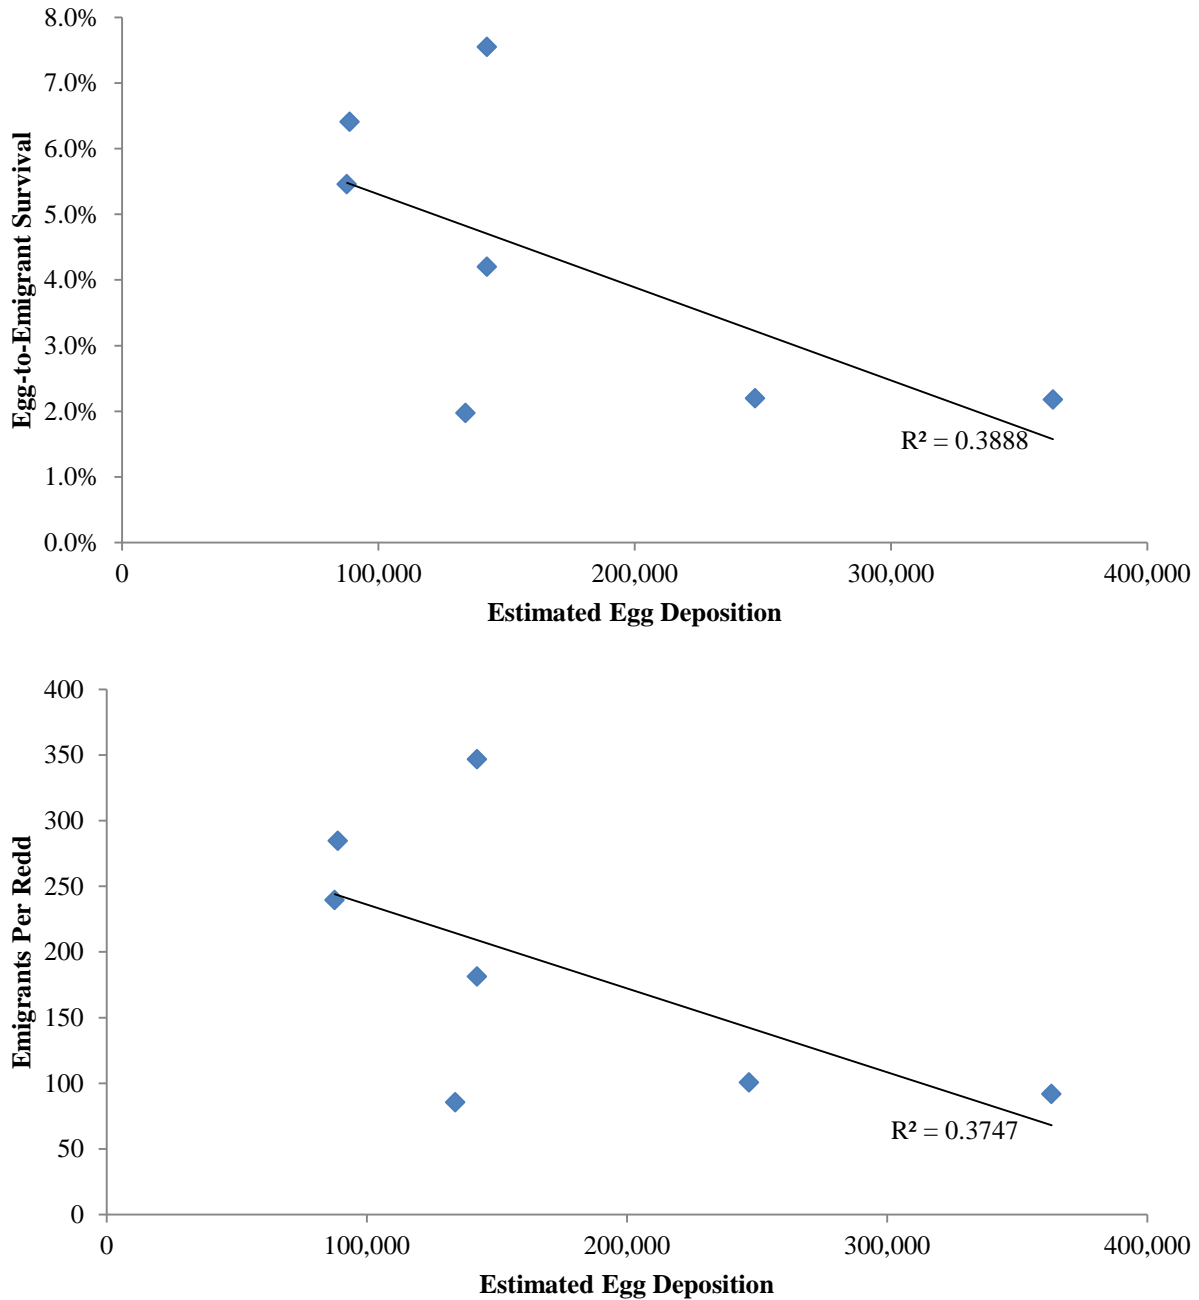 8.0%
7.0%
6.0%
5.0%
4.0%
3.0%
2.0%
1.0%
0.0%
Egg-to-Emigrant Survival
R² = 0.3888
0 100,000 200,000 300,000 400,000
Estimated Egg Deposition
400
350
300
250
200
150
100
50
0
Emigrants Per Redd
R² = 0.3747
0 100,000 200,000 300,000 400,000
Estimated Egg Deposition